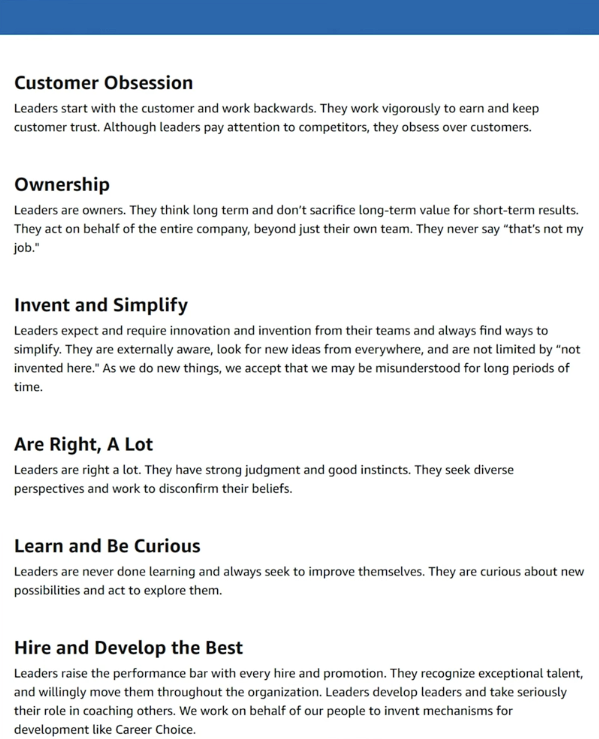 Customer Obsession
Leaders start with the customer and work backwards. They work vigorously to earn and keep
customer trust. Although leaders pay attention to competitors, they obsess over customers.
Ownership
Leaders are owners. They think long term and don't sacrifice long-term value for short-term results.
They act on behalf of the entire company, beyond just their own team. They never say “that's not my
job."
Invent and Simplify
Leaders expect and require innovation and invention from their teams and always find ways to
simplify. They are externally aware, look for new ideas from everywhere, and are not limited by “not
invented here." As we do new things, we accept that we may be misunderstood for long periods of
time.
Are Right, A Lot
Leaders are right a lot. They have strong judgment and good instincts. They seek diverse
perspectives and work to disconfirm their beliefs.
Learn and Be Curious
Leaders are never done learning and always seek to improve themselves. They are curious about new
possibilities and act to explore them.
Hire and Develop the Best
Leaders raise the performance bar with every hire and promotion. They recognize exceptional talent,
and willingly move them throughout the organization. Leaders develop leaders and take seriously
their role in coaching others. We work on behalf of our people to invent mechanisms for
development like Career Choice.